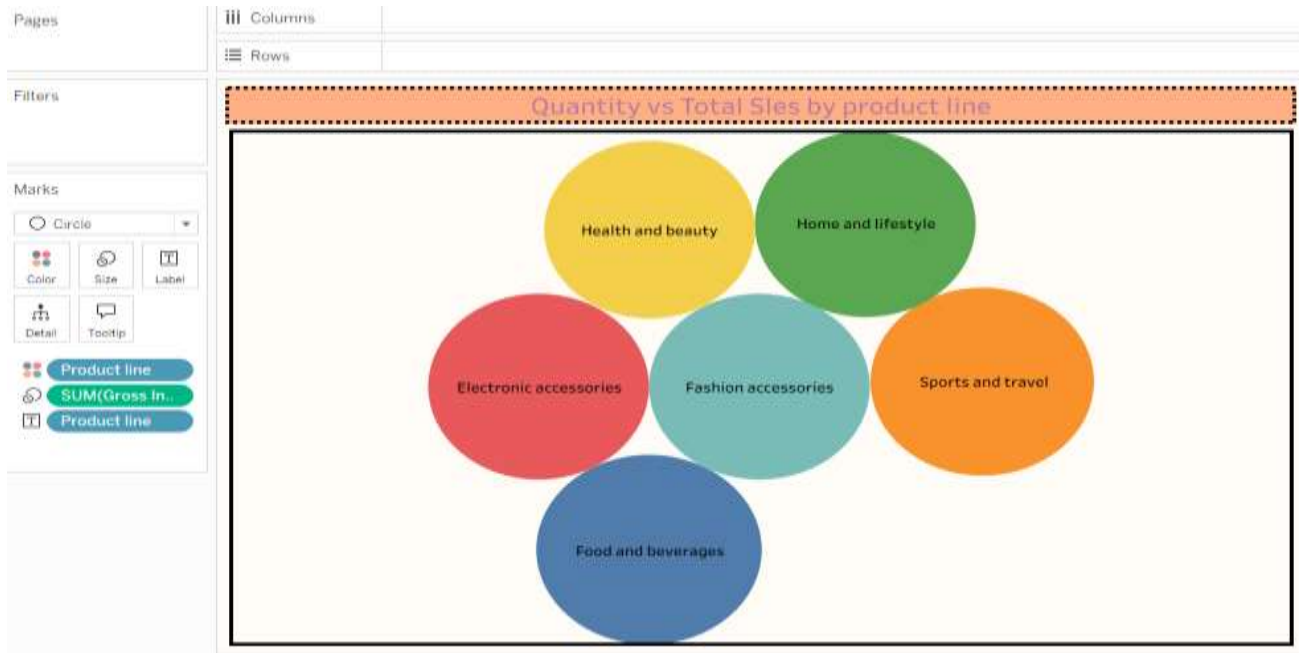 Pages
Columns
Rows
Filters
Quantity vs Total Sles by product line
Marks
Circle
Color
Size
Label
Detail
Tooltip
Product line
SUM(Gross In..
Product line
Health and beauty
Home and lifestyle
Electronic accessories
Fashion accessories
Sports and travel
Food and beverages